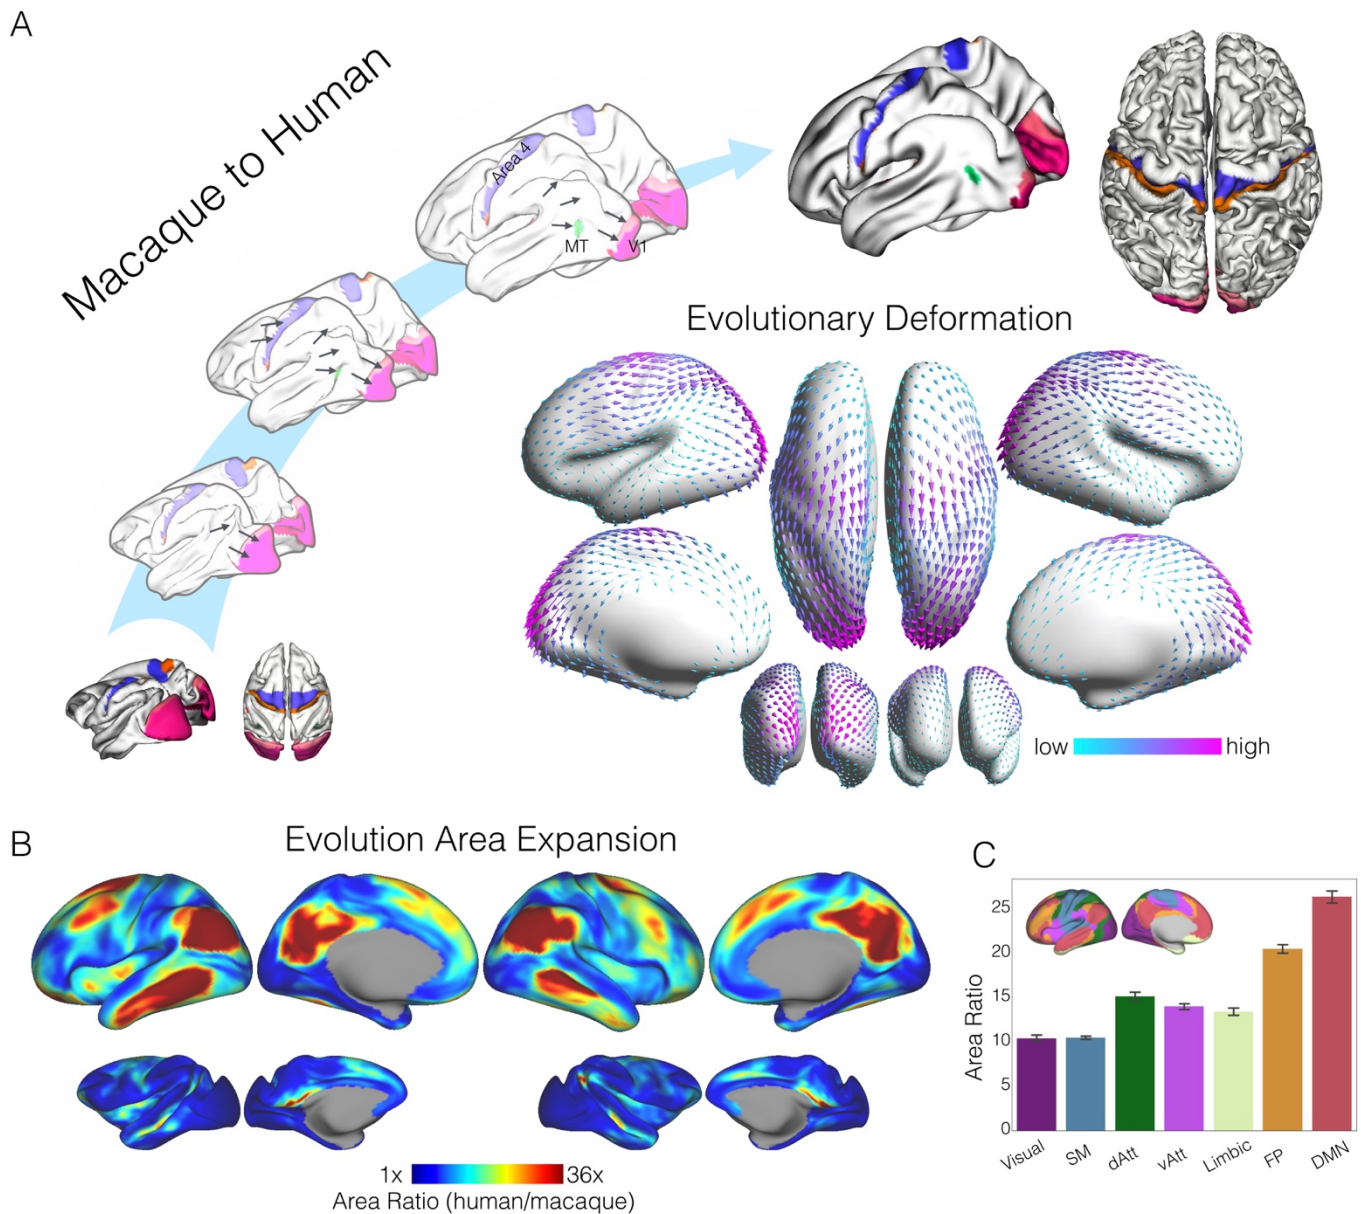 A
Macaque to Human
Area 4
MT
V1
Evolutionary Deformation
low
high
B
Evolution Area Expansion
1x
36x
Area Ratio (human/macaque)
C
Area Ratio
25
20
15
10
5
0
Visual
SM
dAtt
vAtt
Limbic
FP
DMN